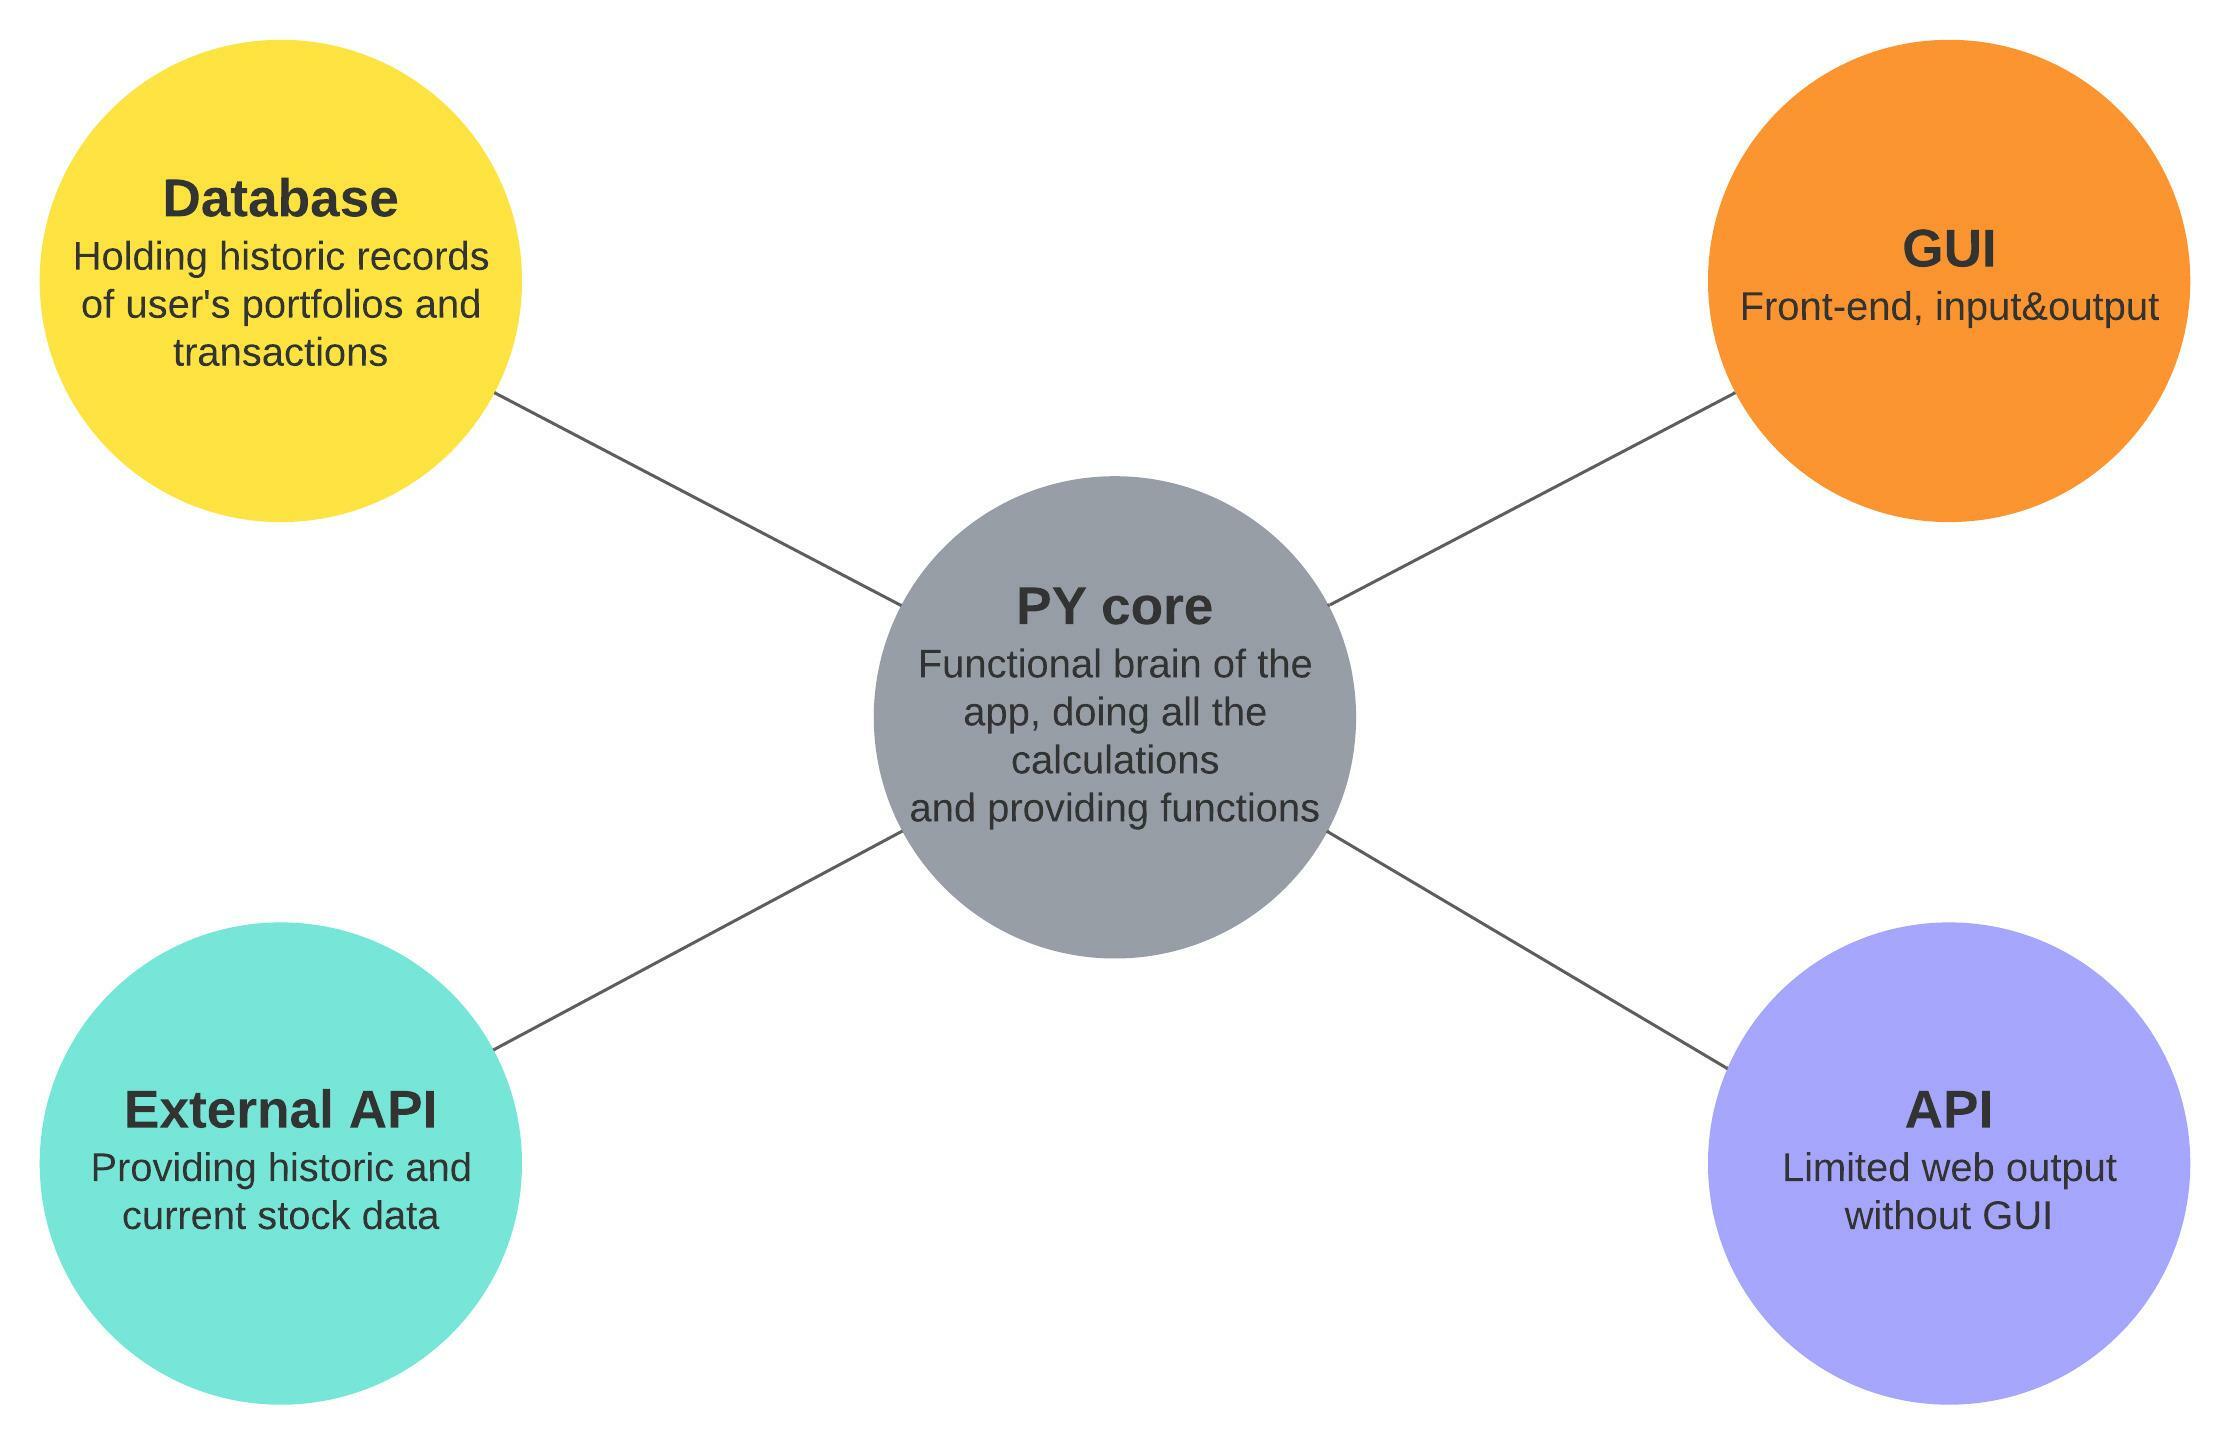 Database
Holding historic records
of user's portfolios and
transactions
GUI
Front-end, input&output
PY core
Functional brain of the
app, doing all the
calculations
and providing functions
External API
Providing historic and
current stock data
API
Limited web output
without GUI